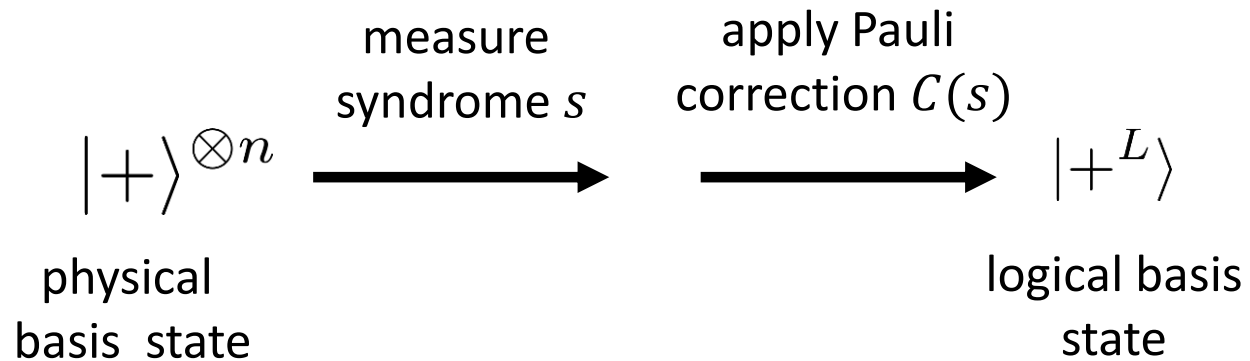 measure
syndrome s
apply Pauli
correction C(s)
|+⟩⊗n
|+L⟩
physical
basis state
logical basis
state